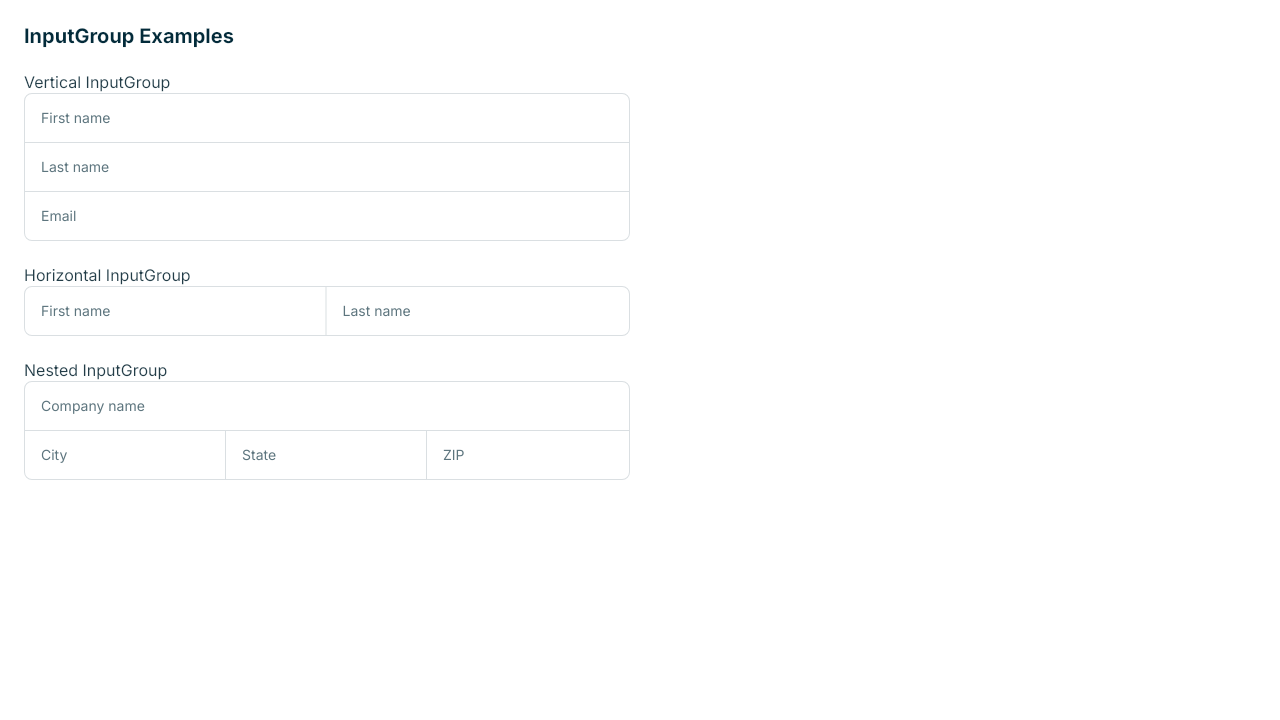 InputGroup Examples
Vertical InputGroup
First name
Last name
Email
Horizontal InputGroup
First name Last name
Nested InputGroup
Company name
City State ZIP